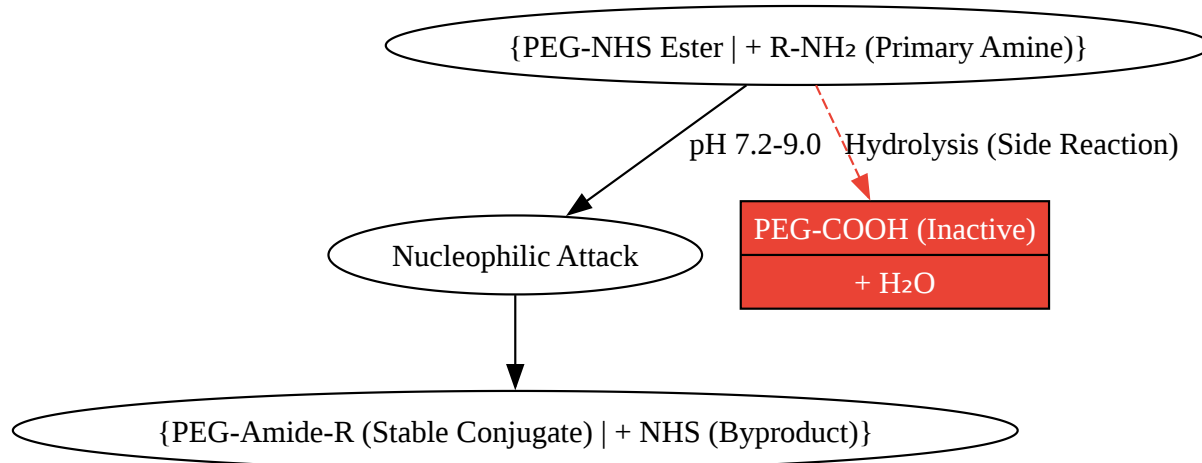 {PEG-NHS Ester | + R-NH₂ (Primary Amine)}
pH 7.2-9.0
Hydrolysis (Side Reaction)
PEG-COOH (Inactive)
+ H₂O
Nucleophilic Attack
{PEG-Amide-R (Stable Conjugate) | + NHS (Byproduct)}